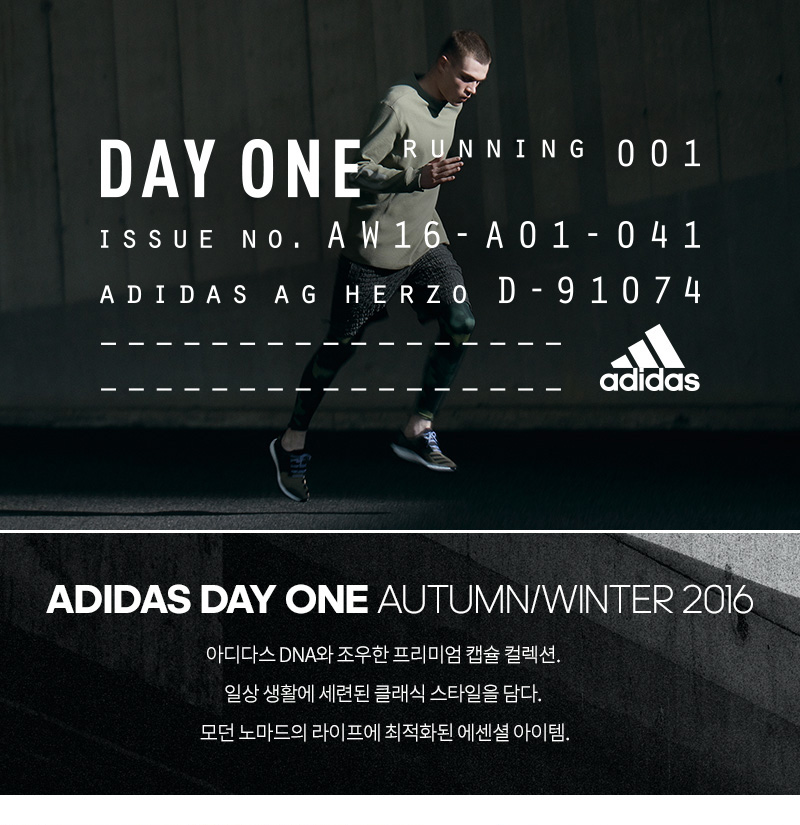 DAY ONE RUNNING 001
ISSUE NO. AW16-A01-041
ADIDAS AG HERZO D-91074
adidas
ADIDAS DAY ONE AUTUMN/WINTER 2016
아디다스 DNA와 조우한 프리미엄 캡슐 컬렉션.
일상 생활에 세련된 클래식 스타일을 담다.
모던 노마드의 라이프에 최적화된 에센셜 아이템.